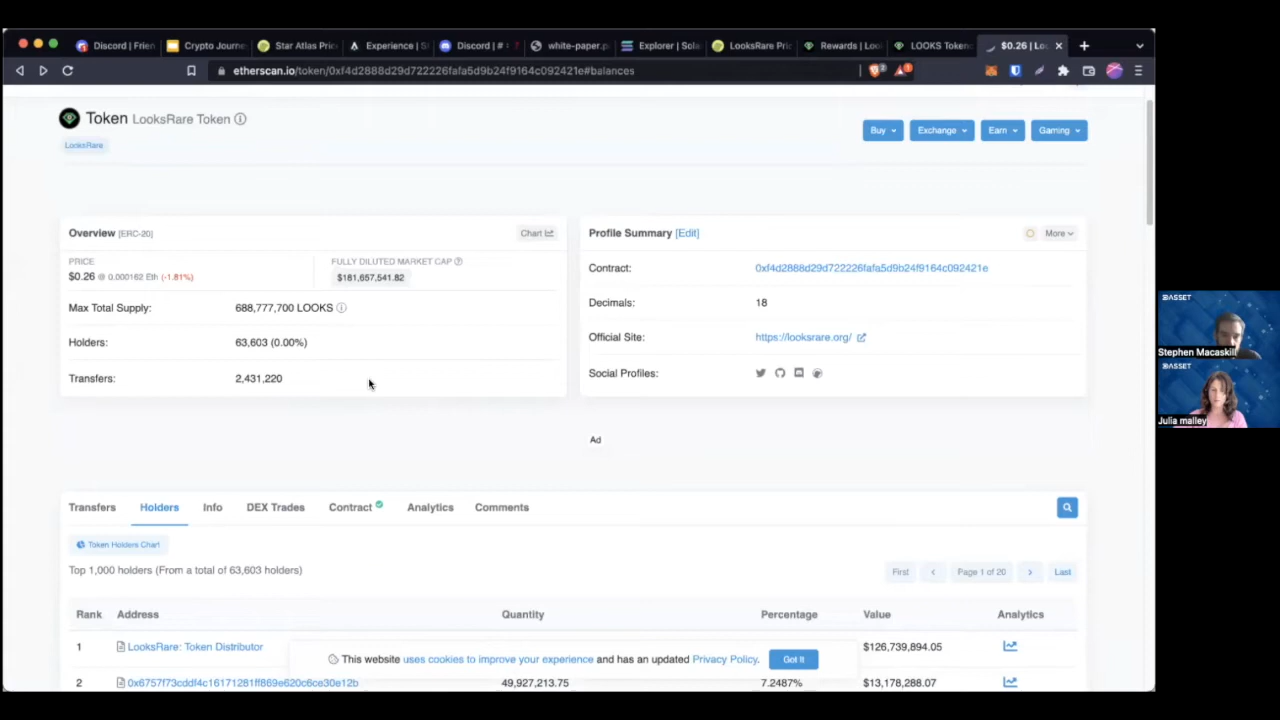 Discord | Frien
Crypto Journe
Star Atlas Pric
Experience | S
Discord | #
white-paper.p
Explorer | Sola
LooksRare Pric
Rewards | Loo
LOOKS Token
$0.26 | Loo
etherscan.io/token/0xf4d2888d29d722226fafa5d9b24f9164c092421e#balances
Token LooksRare Token
LooksRare
Buy
Exchange
Earn
Gaming
Overview [ERC-20]
Chart
PRICE
$0.26 @ 0.000162 Eth (-1.81%)
FULLY DILUTED MARKET CAP
$181,657,541.82
Max Total Supply: 688,777,700 LOOKS
Holders: 63,603 (0.00%)
Transfers: 2,431,220
Profile Summary [Edit]
More
Contract: 0xf4d2888d29d722226fafa5d9b24f9164c092421e
Decimals: 18
Official Site: https://looksrare.org/
Social Profiles:
Ad
Transfers Holders Info DEX Trades Contract Analytics Comments
Token Holders Chart
Top 1,000 holders (From a total of 63,603 holders)
First
Page 1 of 20
Last
Rank Address Quantity Percentage Value Analytics
1 LooksRare: Token Distributor $126,739,894.05
This website uses cookies to improve your experience and has an updated Privacy Policy.
Got It
2 0x6757f73cddf4c16171281ff869e620c6ce30e12b 49,927,213.75 7.2487% $13,178,288.07
ASSET
Stephen Macaskill
ASSET
Julia malley